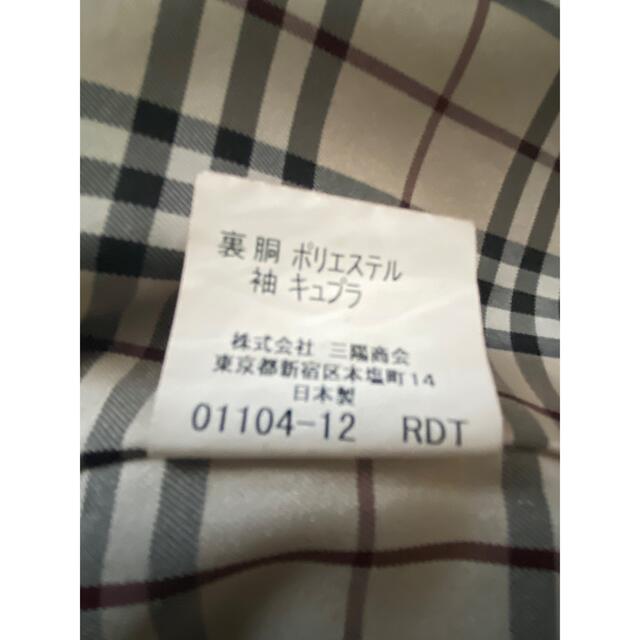 裏 胴 ポリエステル
袖 キュプラ
株式会社 三陽商会
東京都新宿区本塩町14
日本製
01104-12 RDT